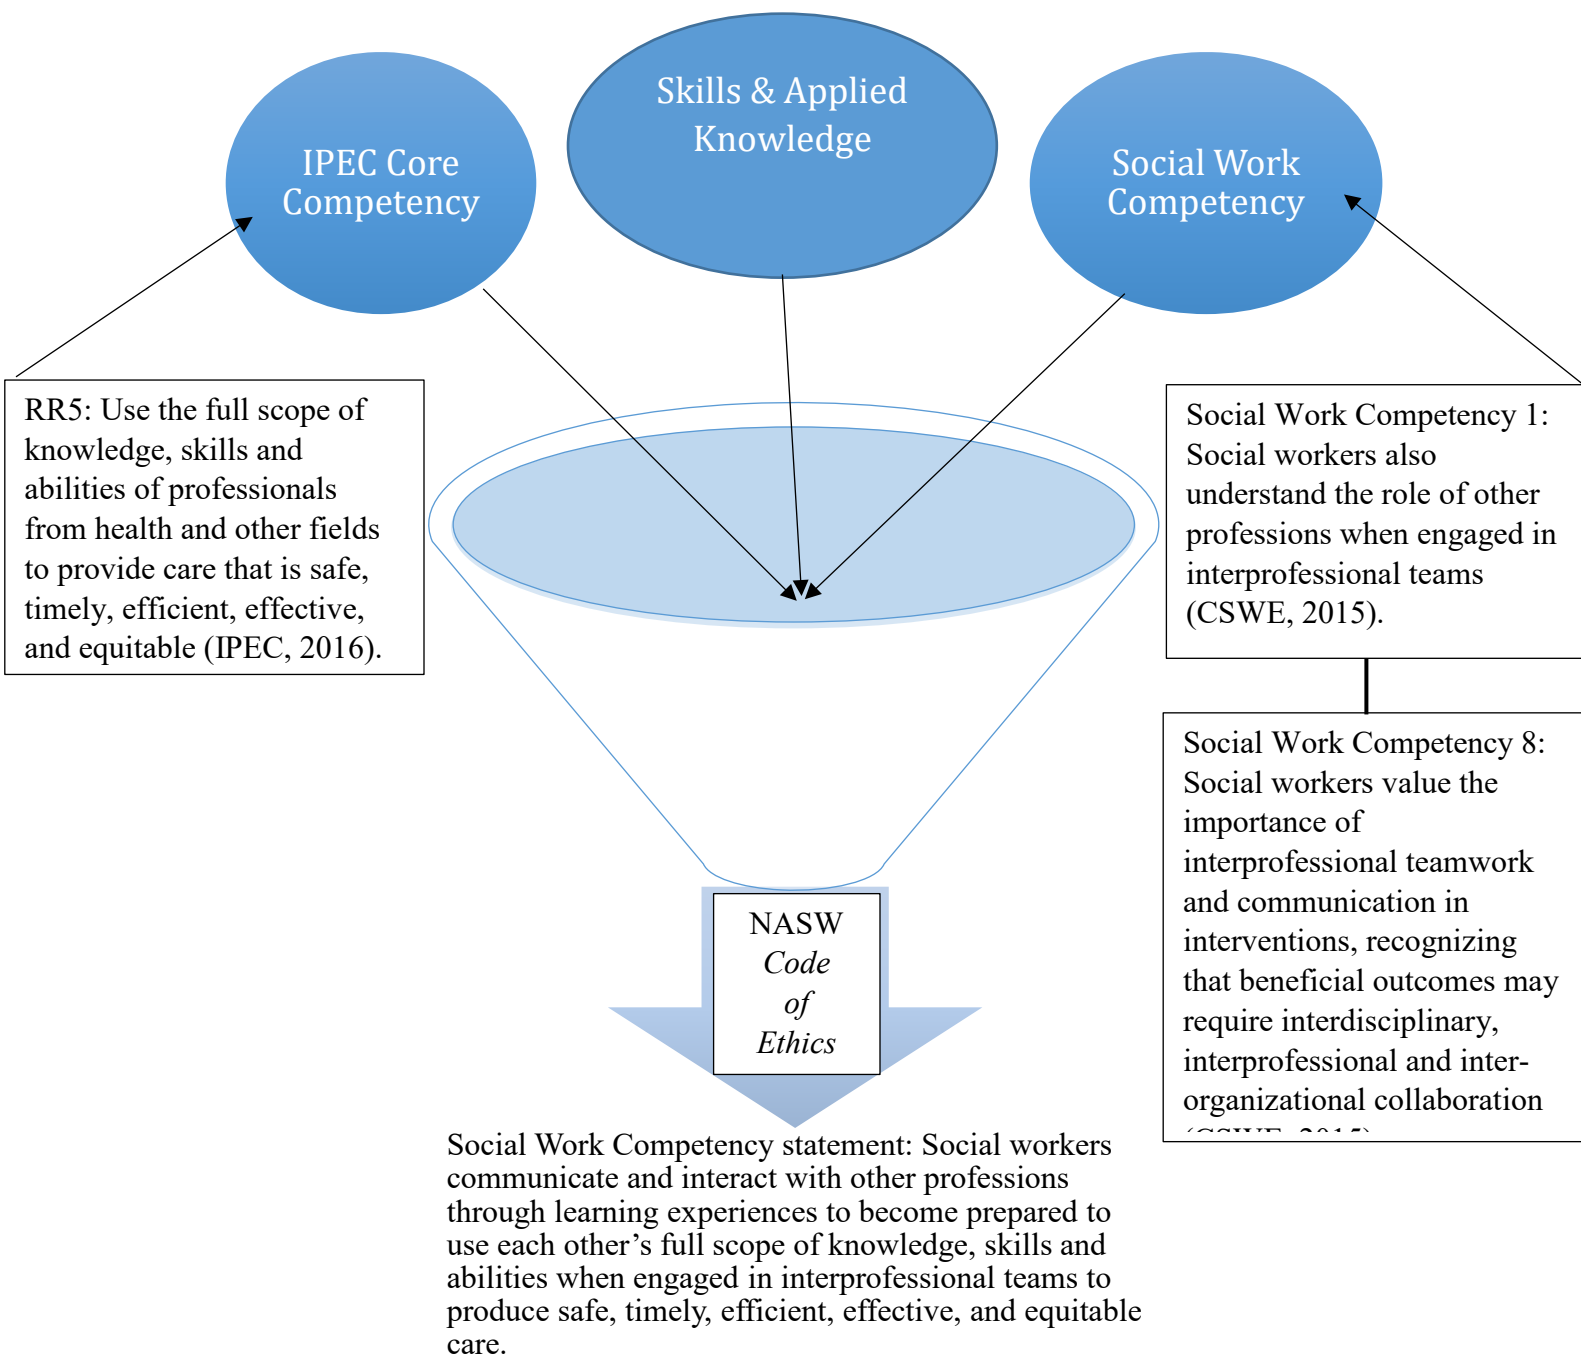 Skills & Applied
Knowledge
IPEC Core
Competency
Social Work
Competency
RR5: Use the full scope of
knowledge, skills and
abilities of professionals
from health and other fields
to provide care that is safe,
timely, efficient, effective,
and equitable (IPEC, 2016).
Social Work Competency 1:
Social workers also
understand the role of other
professions when engaged in
interprofessional teams
(CSWE, 2015).
Social Work Competency 8:
Social workers value the
importance of
interprofessional teamwork
and communication in
interventions, recognizing
that beneficial outcomes may
require interdisciplinary,
interprofessional and inter-
organizational collaboration
(CSWE, 2015)
NASW
Code
of
Ethics
Social Work Competency statement: Social workers
communicate and interact with other professions
through learning experiences to become prepared to
use each other’s full scope of knowledge, skills and
abilities when engaged in interprofessional teams to
produce safe, timely, efficient, effective, and equitable
care.